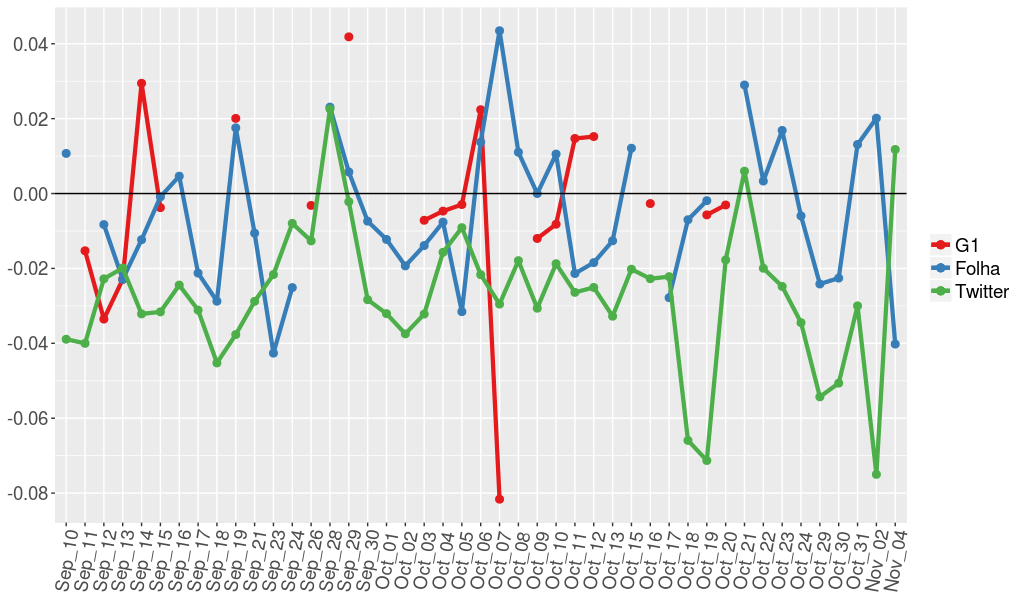 0.04
0.02
0.00
-0.02
-0.04
-0.06
-0.08
Sep_10
Sep_11
Sep_12
Sep_13
Sep_14
Sep_15
Sep_16
Sep_17
Sep_18
Sep_19
Sep_21
Sep_23
Sep_24
Sep_26
Sep_28
Sep_29
Sep_30
Oct_01
Oct_02
Oct_03
Oct_04
Oct_05
Oct_06
Oct_07
Oct_08
Oct_09
Oct_10
Oct_11
Oct_12
Oct_13
Oct_15
Oct_16
Oct_17
Oct_18
Oct_19
Oct_20
Oct_21
Oct_22
Oct_23
Oct_24
Oct_29
Oct_30
Oct_31
Nov_02
Nov_04
G1
Folha
Twitter